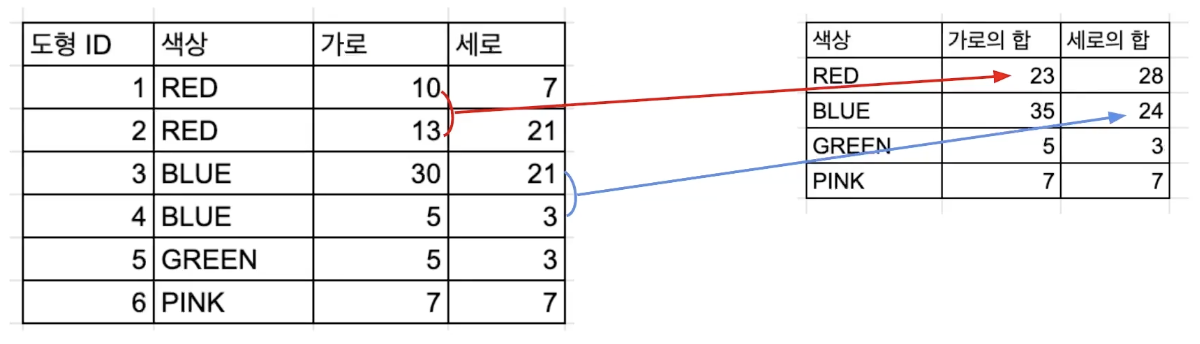 도형 ID 색상 가로 세로
1 RED 10 7
2 RED 13 21
3 BLUE 30 21
4 BLUE 5 3
5 GREEN 5 3
6 PINK 7 7
색상 가로의 합 세로의 합
RED 23 28
BLUE 35 24
GREEN 5 3
PINK 7 7